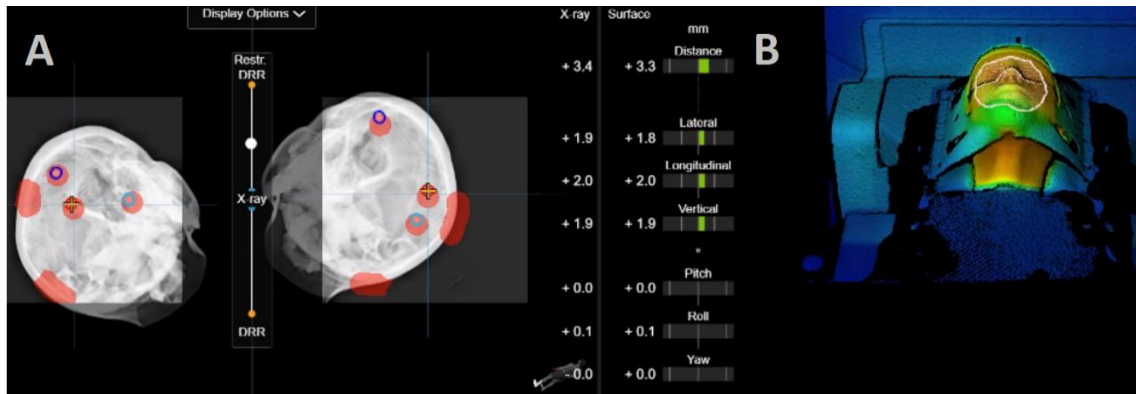 Display Options
X-ray Surface
mm
A
B
Restr.
DRR
Distance
+ 3.4 + 3.3
Lateral
+ 1.9 + 1.8
Longitudinal
+ 2.0 + 2.0
X-ray
Vertical
+ 1.9 + 1.9
°
Pitch
+ 0.0 + 0.0
Roll
+ 0.1 + 0.1
DRR
Yaw
- 0.0 + 0.0